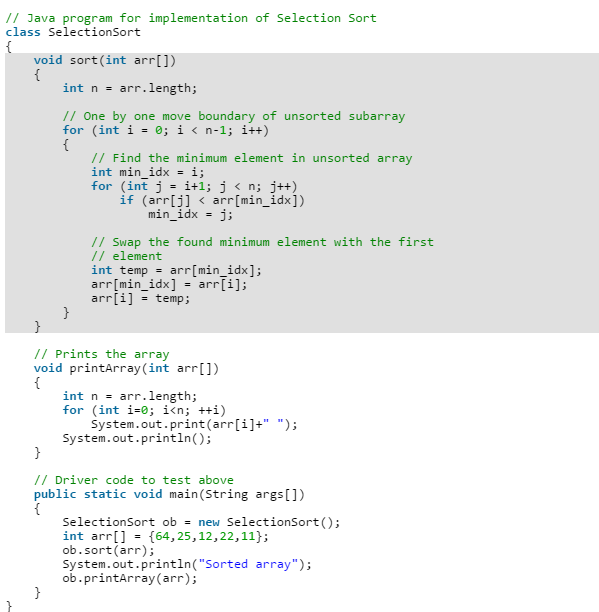 // Java program for implementation of Selection Sort
class SelectionSort
{
    void sort(int arr[])
    {
        int n = arr.length;

        // One by one move boundary of unsorted subarray
        for (int i = 0; i < n-1; i++)
        {
            // Find the minimum element in unsorted array
            int min_idx = i;
            for (int j = i+1; j < n; j++)
                if (arr[j] < arr[min_idx])
                    min_idx = j;

            // Swap the found minimum element with the first
            // element
            int temp = arr[min_idx];
            arr[min_idx] = arr[i];
            arr[i] = temp;
        }
    }

    // Prints the array
    void printArray(int arr[])
    {
        int n = arr.length;
        for (int i=0; i<n; ++i)
            System.out.print(arr[i]+" ");
        System.out.println();
    }

    // Driver code to test above
    public static void main(String args[])
    {
        SelectionSort ob = new SelectionSort();
        int arr[] = {64,25,12,22,11};
        ob.sort(arr);
        System.out.println("Sorted array");
        ob.printArray(arr);
    }
}